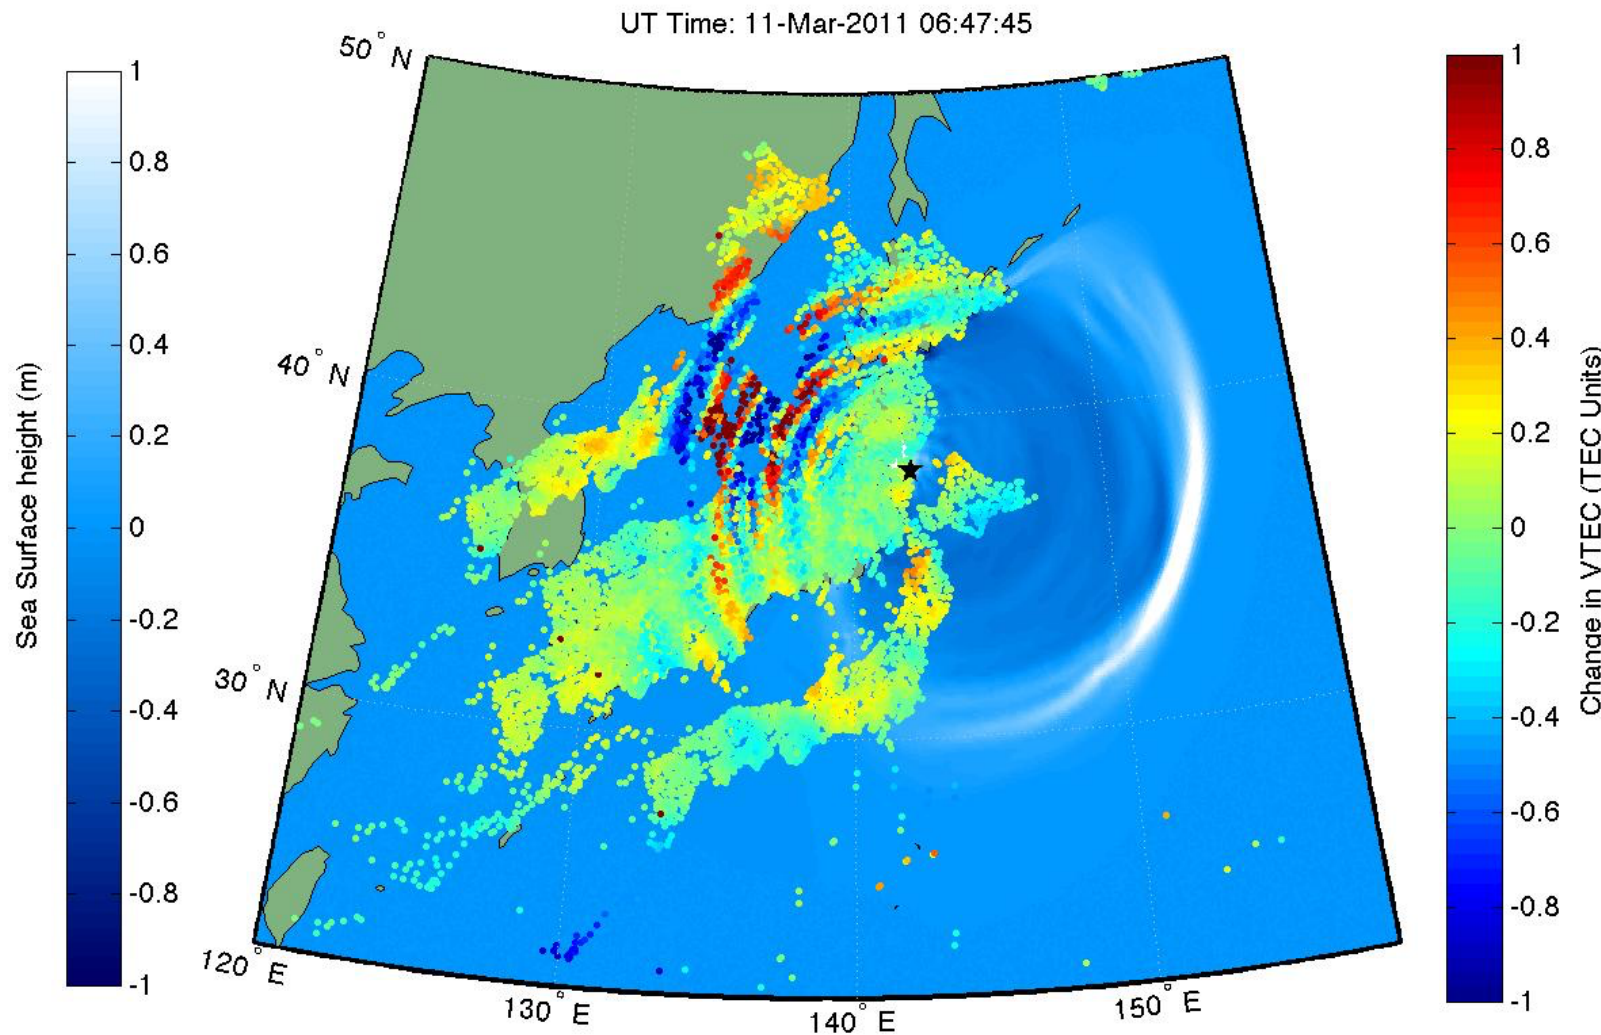 UT Time: 11-Mar-2011 06:47:45
50° N
40° N
30° N
120° E
130° E
140° E
150° E
Sea Surface height (m)
1
0.8
0.6
0.4
0.2
0
-0.2
-0.4
-0.6
-0.8
-1
Change in VTEC (TEC Units)
1
0.8
0.6
0.4
0.2
0
-0.2
-0.4
-0.6
-0.8
-1